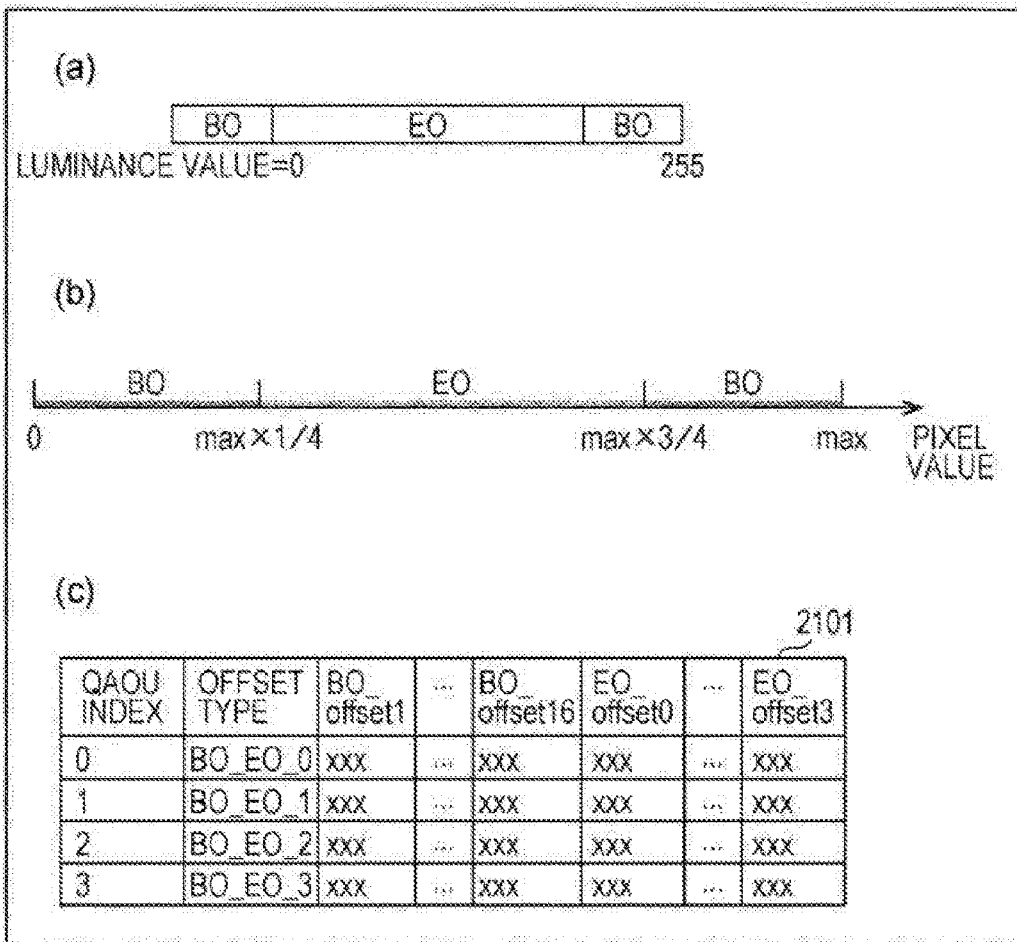 (a)
BO EO BO
LUMINANCE VALUE=0 255
(b)
BO EO BO
0 max×1/4 max×3/4 max PIXEL
VALUE
(c)
2101
QAOU INDEX OFFSET TYPE BO_ offset1 ... BO_ offset16 EO_ offset0 ... EO_ offset3
0 BO_EO_0 xxx ... xxx xxx ... xxx
1 BO_EO_1 xxx ... xxx xxx ... xxx
2 BO_EO_2 xxx ... xxx xxx ... xxx
3 BO_EO_3 xxx ... xxx xxx ... xxx